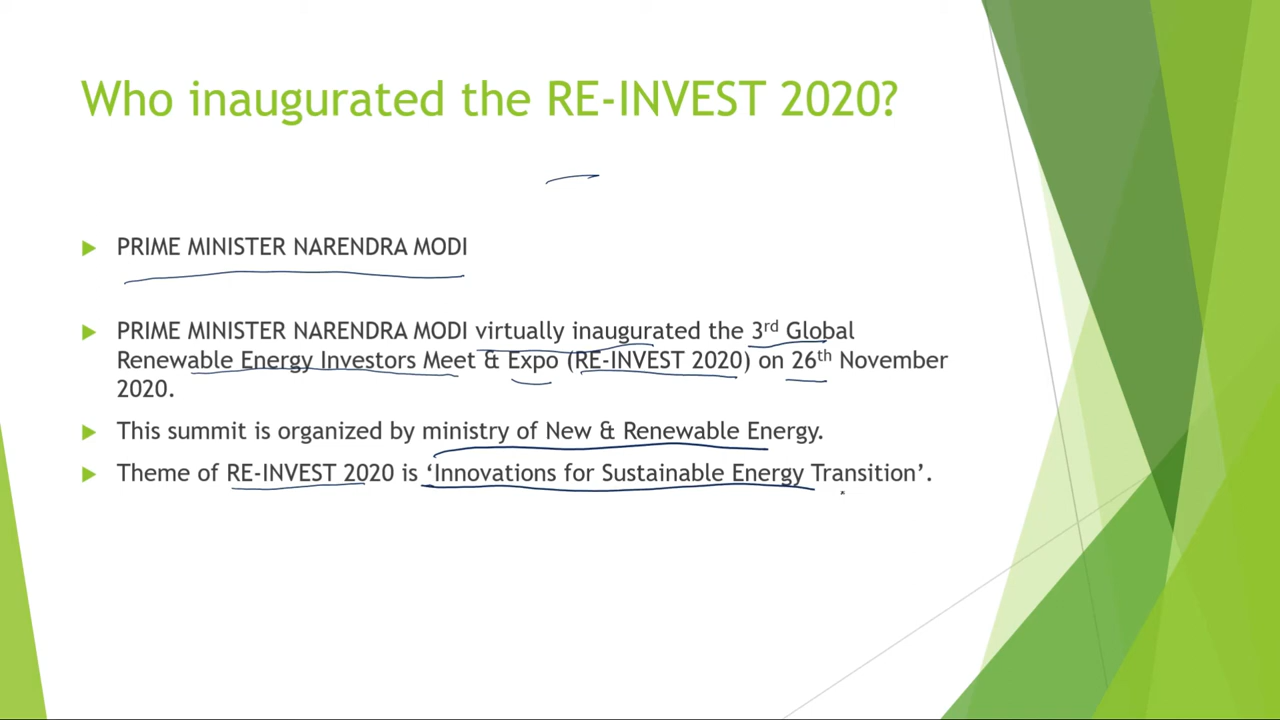 Who inaugurated the RE-INVEST 2020?
PRIME MINISTER NARENDRA MODI
PRIME MINISTER NARENDRA MODI virtually inaugurated the 3rd Global
Renewable Energy Investors Meet & Expo (RE-INVEST 2020) on 26th November
2020.
This summit is organized by ministry of New & Renewable Energy.
Theme of RE-INVEST 2020 is ‘Innovations for Sustainable Energy Transition’.